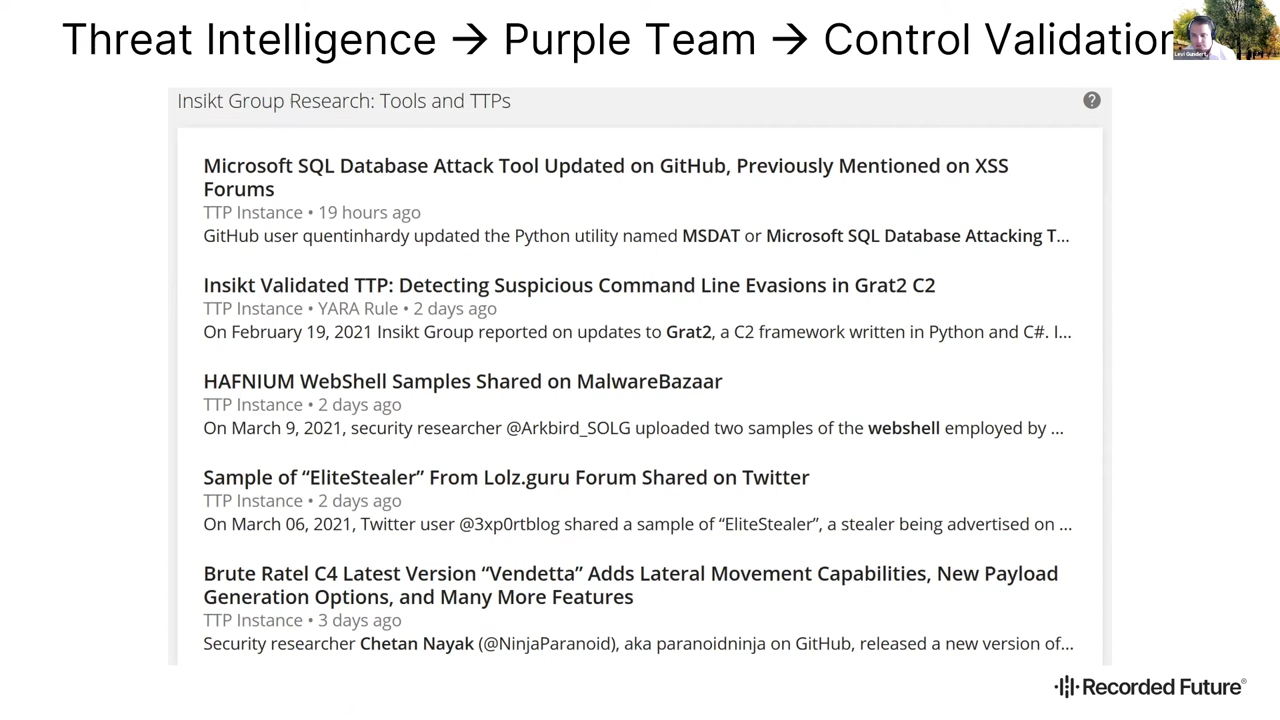 Threat Intelligence → Purple Team → Control Validation
Levi Gundert,
Insikt Group Research: Tools and TTPs
?
Microsoft SQL Database Attack Tool Updated on GitHub, Previously Mentioned on XSS
Forums
TTP Instance • 19 hours ago
GitHub user quentinhardy updated the Python utility named MSDAT or Microsoft SQL Database Attacking T...
Insikt Validated TTP: Detecting Suspicious Command Line Evasions in Grat2 C2
TTP Instance • YARA Rule • 2 days ago
On February 19, 2021 Insikt Group reported on updates to Grat2, a C2 framework written in Python and C#. I...
HAFNIUM WebShell Samples Shared on MalwareBazaar
TTP Instance • 2 days ago
On March 9, 2021, security researcher @Arkbird_SOLG uploaded two samples of the webshell employed by ...
Sample of “EliteStealer” From Lolz.guru Forum Shared on Twitter
TTP Instance • 2 days ago
On March 06, 2021, Twitter user @3xp0rtblog shared a sample of “EliteStealer”, a stealer being advertised on ...
Brute Ratel C4 Latest Version “Vendetta” Adds Lateral Movement Capabilities, New Payload
Generation Options, and Many More Features
TTP Instance • 3 days ago
Security researcher Chetan Nayak (@NinjaParanoid), aka paranoidninja on GitHub, released a new version of...
Recorded Future®